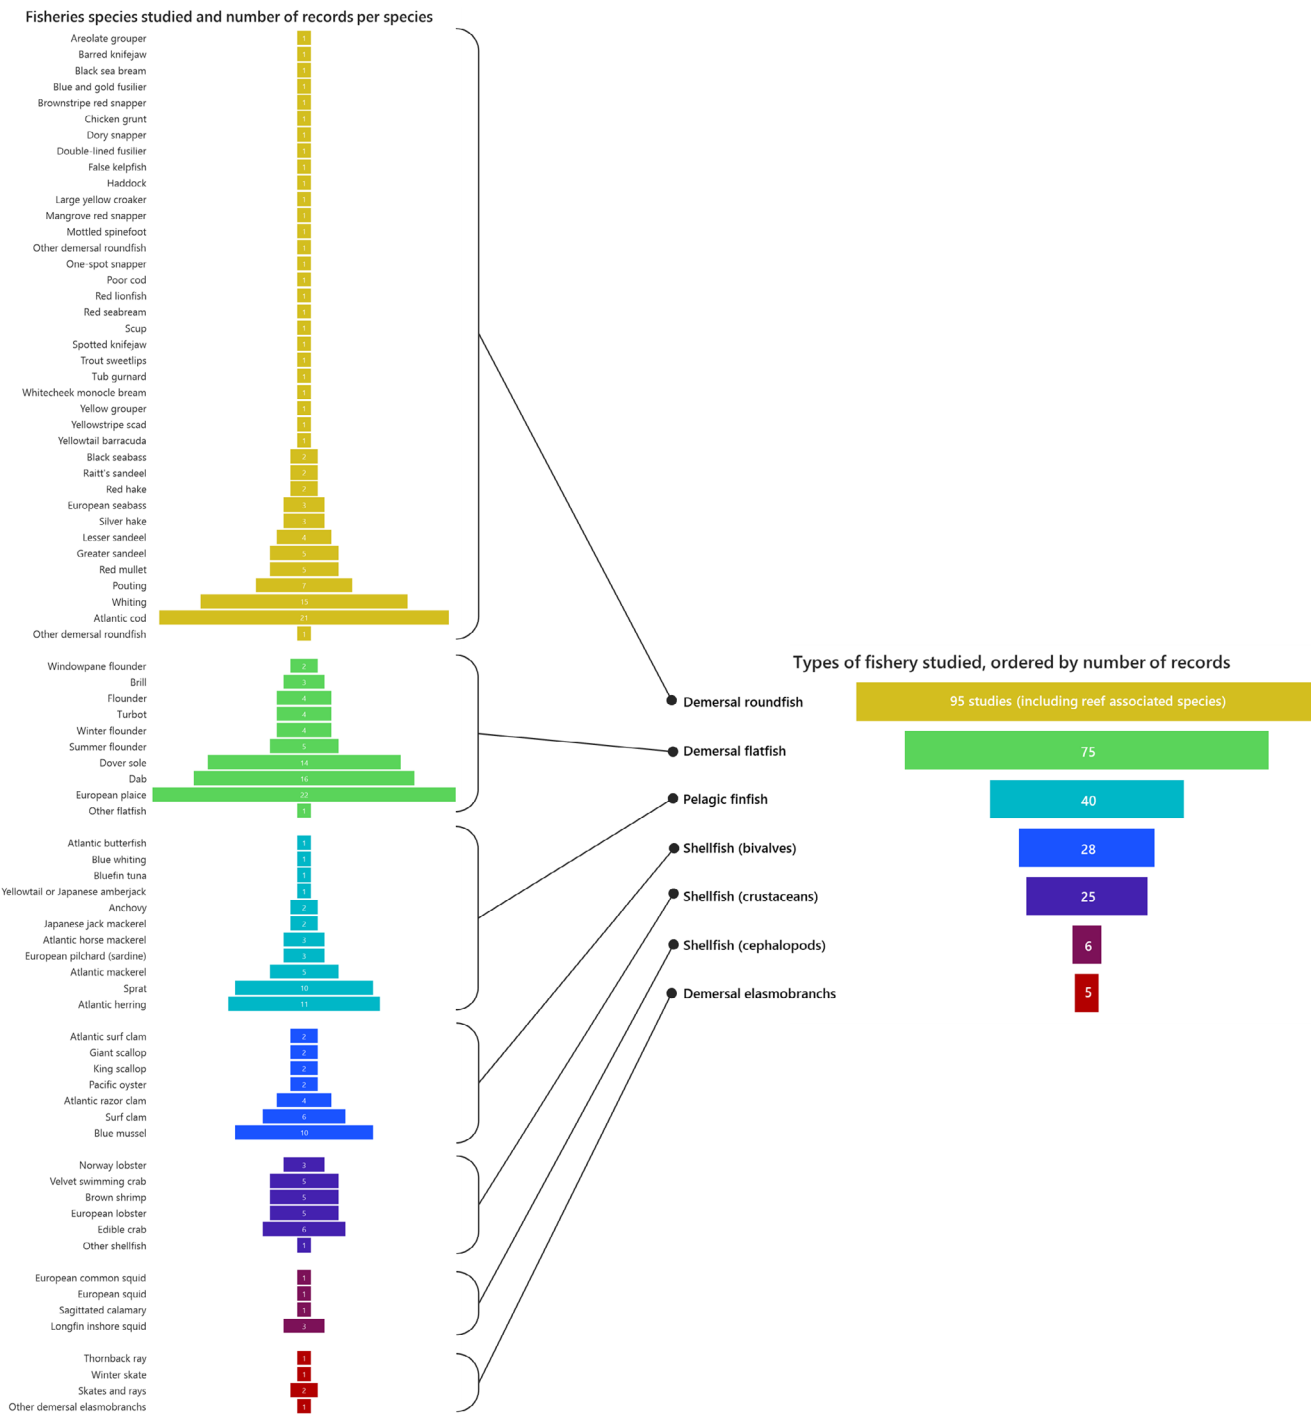 Fisheries species studied and number of records per species
Areolate grouper 1
Barred knifejaw 1
Black sea bream 1
Blue and gold fusilier 1
Brownstripe red snapper 1
Chicken grunt 1
Dory snapper 1
Double-lined fusilier 1
False kelpfish 1
Haddock 1
Large yellow croaker 1
Mangrove red snapper 1
Mottled spinefoot 1
Other demersal roundfish 1
One-spot snapper 1
Poor cod 1
Red lionfish 1
Red seabream 1
Scup 1
Spotted knifejaw 1
Trout sweetlips 1
Tub gurnard 1
Whitecheek monocle bream 1
Yellow grouper 1
Yellowstripe scad 1
Yellowtail barracuda 1
Black seabass 2
Raitt's sandeel 2
Red hake 2
European seabass 3
Silver hake 3
Lesser sandeel 4
Greater sandeel 5
Red mullet 5
Pouting 7
Whiting 15
Atlantic cod 21
Other demersal roundfish 1
Windowpane flounder 2
Brill 3
Flounder 4
Turbot 4
Winter flounder 4
Summer flounder 5
Dover sole 14
Dab 16
European plaice 22
Other flatfish 1
Atlantic butterfish 1
Blue whiting 1
Bluefin tuna 1
Yellowtail or Japanese amberjack 1
Anchovy 2
Japanese jack mackerel 2
Atlantic horse mackerel 3
European pilchard (sardine) 3
Atlantic mackerel 5
Sprat 10
Atlantic herring 11
Atlantic surf clam 2
Giant scallop 2
King scallop 2
Pacific oyster 2
Atlantic razor clam 4
Surf clam 6
Blue mussel 10
Norway lobster 3
Velvet swimming crab 5
Brown shrimp 5
European lobster 5
Edible crab 6
Other shellfish 1
European common squid 1
European squid 1
Sagittated calamary 1
Longfin inshore squid 3
Thornback ray 1
Winter skate 1
Skates and rays 2
Other demersal elasmobranchs 1
Types of fishery studied, ordered by number of records
Demersal roundfish 95 studies (including reef associated species)
Demersal flatfish 75
Pelagic finfish 40
Shellfish (bivalves) 28
Shellfish (crustaceans) 25
Shellfish (cephalopods) 6
Demersal elasmobranchs 5